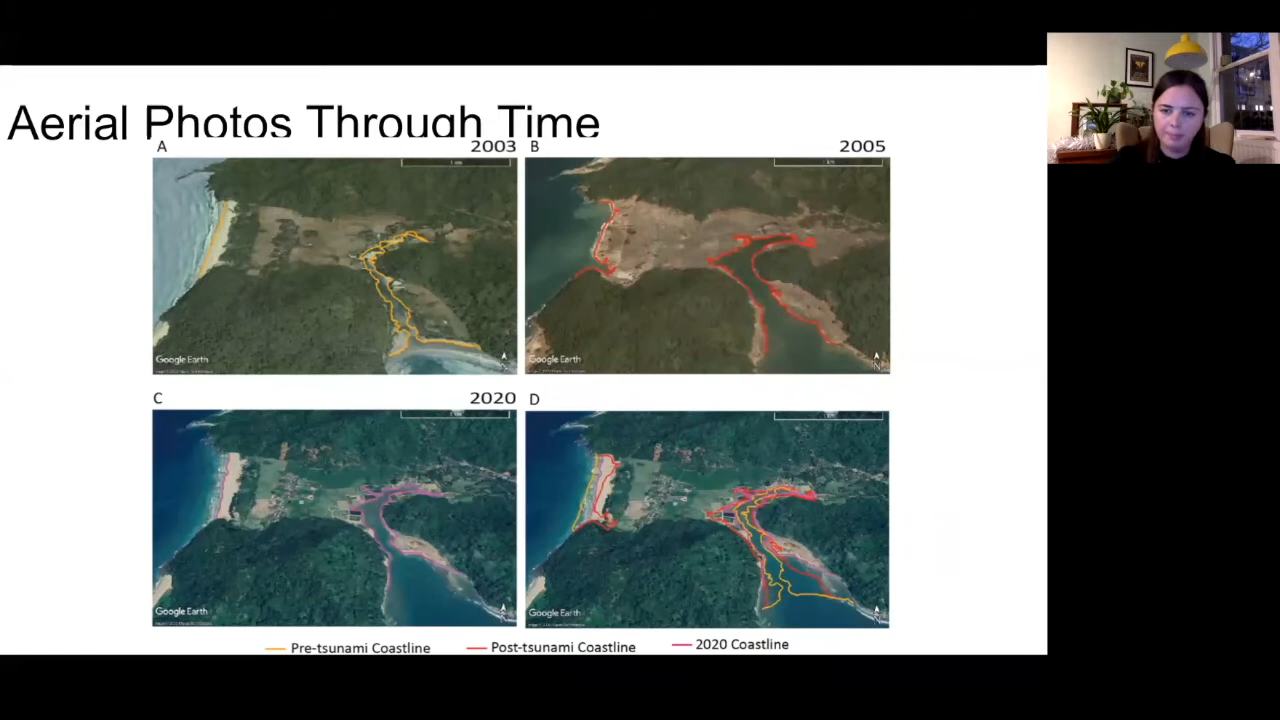 Aerial Photos Through Time
A 2003 B 2005
Google Earth
N
Google Earth
N
C 2020 D
Google Earth
N
Google Earth
N
Pre-tsunami Coastline Post-tsunami Coastline 2020 Coastline